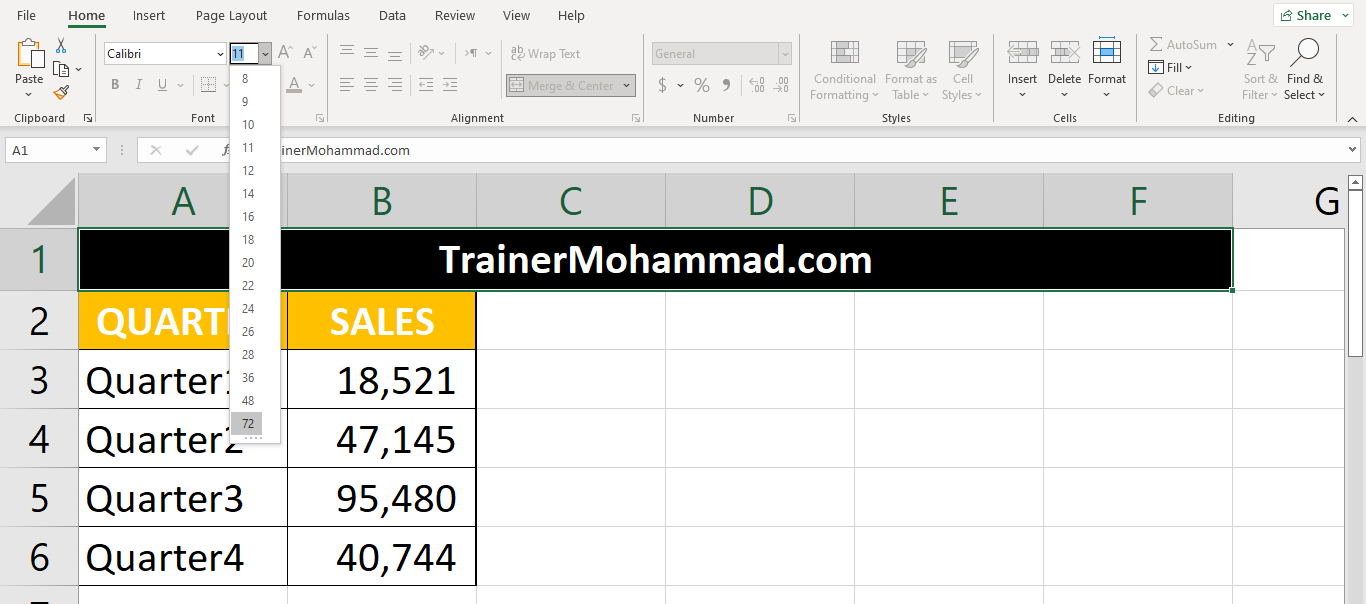 File Home Insert Page Layout Formulas Data Review View Help Share
Calibri 11 A A Wrap Text General AutoSum
Paste Conditional Format as Cell Insert Delete Format Fill Sort & Find &
B I U A Merge & Center $ % Formatting Table Styles Clear Filter Select
Clipboard Font Alignment Number Styles Cells Editing
A1 inerMohammad.com
8
9
10
11
12
14
16
18
20
22
24
26
28
36
48
72
A B C D E F G
1 TrainerMohammad.com
2 QUART SALES
3 Quarter1 18,521
4 Quarter2 47,145
5 Quarter3 95,480
6 Quarter4 40,744